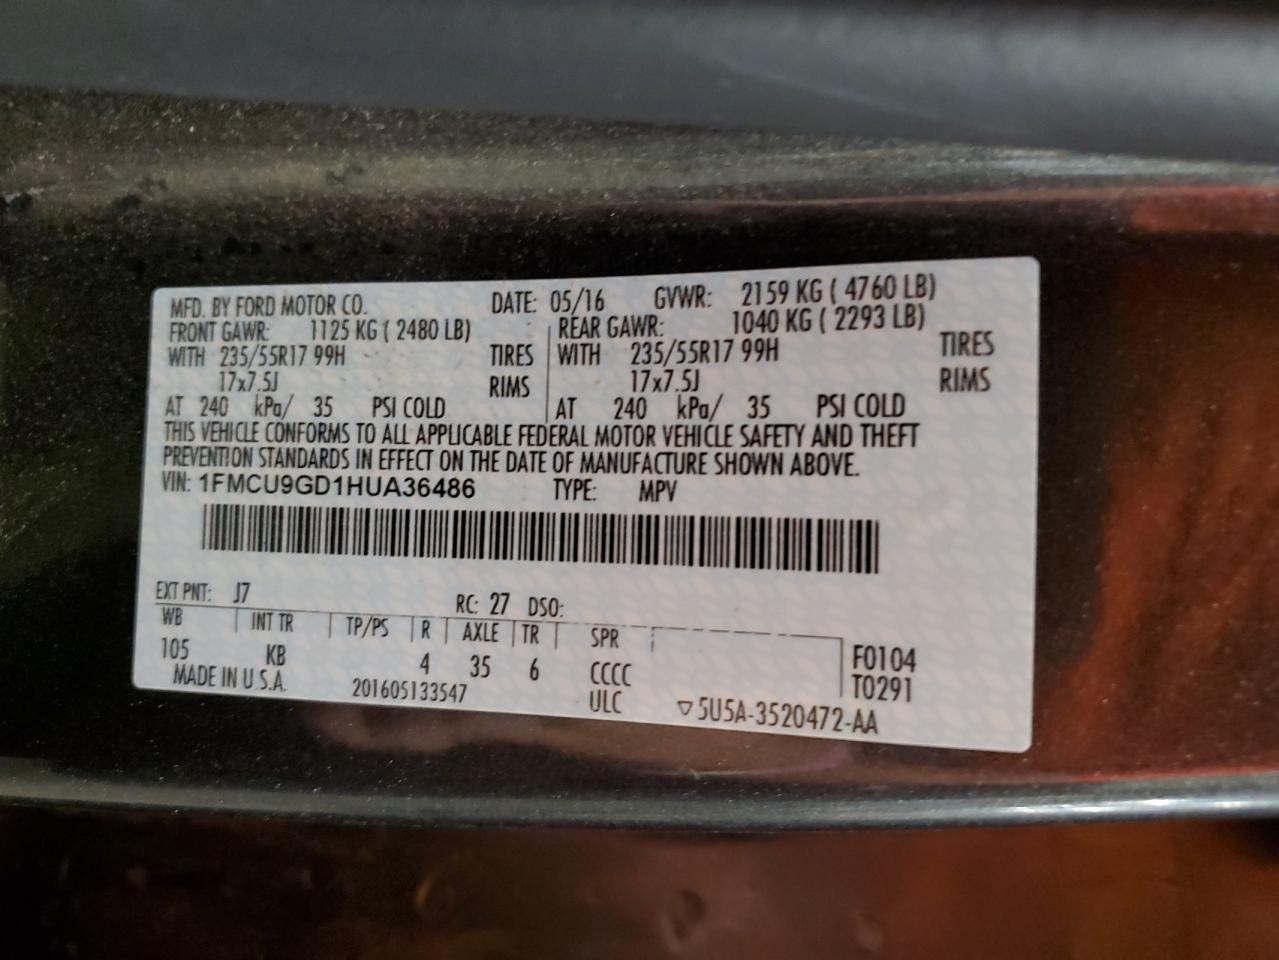 MFD. BY FORD MOTOR CO. DATE: 05/16 GVWR: 2159 KG ( 4760 LB)
FRONT GAWR: 1125 KG ( 2480 LB) REAR GAWR: 1040 KG ( 2293 LB)
WITH 235/55R17 99H TIRES WITH 235/55R17 99H TIRES
17x7.5J RIMS 17x7.5J RIMS
AT 240 kPa/ 35 PSI COLD AT 240 kPa/ 35 PSI COLD
THIS VEHICLE CONFORMS TO ALL APPLICABLE FEDERAL MOTOR VEHICLE SAFETY AND THEFT
PREVENTION STANDARDS IN EFFECT ON THE DATE OF MANUFACTURE SHOWN ABOVE.
VIN: 1FMCU9GD1HUA36486 TYPE: MPV
EXT PNT: J7 RC: 27 DSO:
WB INT TR TP/PS R AXLE TR SPR
105 KB 4 35 6 CCCC F0104
MADE IN U.S.A. 201605133547 ULC T0291
▽5U5A-3520472-AA